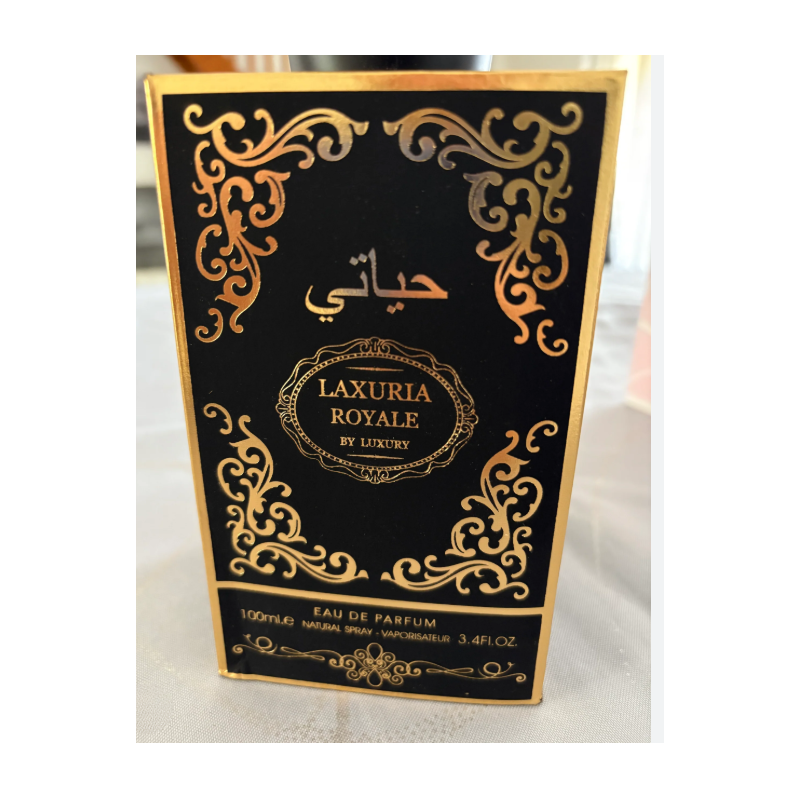 حياتي
LAXURIA
ROYALE
BY LUXURY
EAU DE PARFUM
100ml.e NATURAL SPRAY - VAPORISATEUR 3.4FL.OZ.